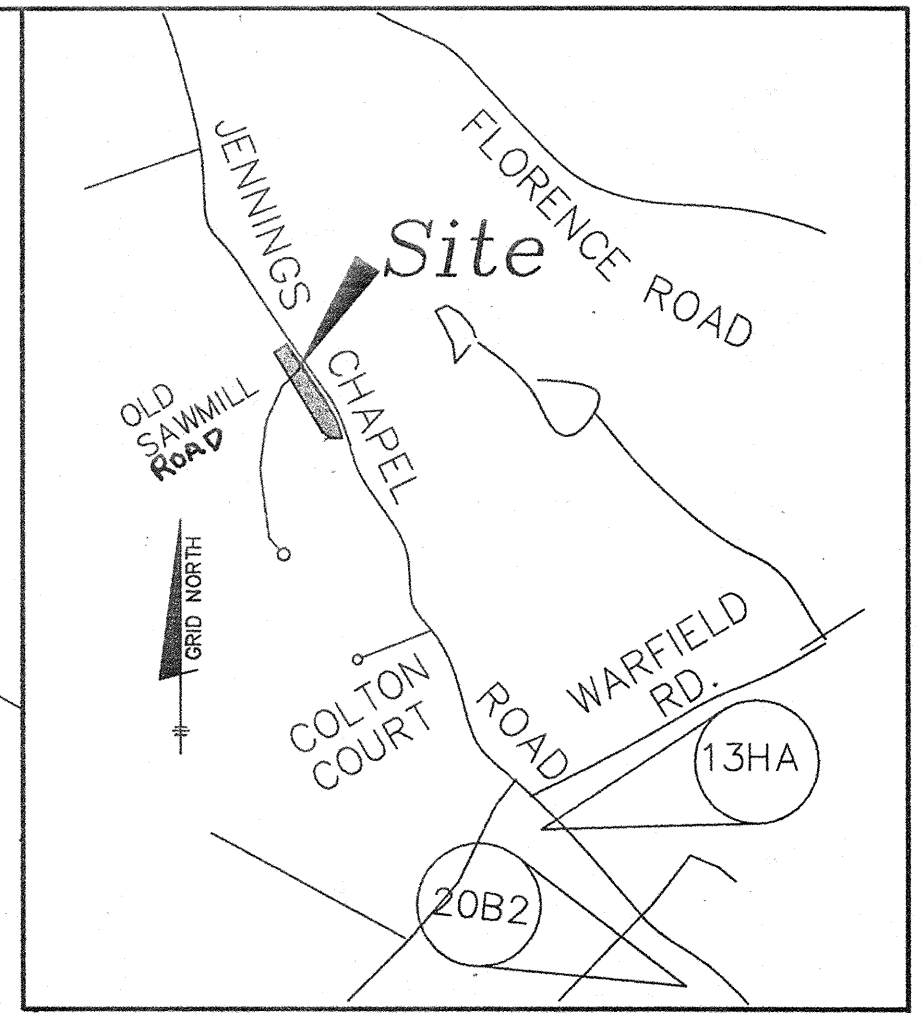 FLORENCE ROAD
JENNINGS CHAPEL ROAD
Site
OLD
SAWMILL
ROAD
GRID NORTH
COLTON
COURT
WARFIELD
RD.
13HA
20B2